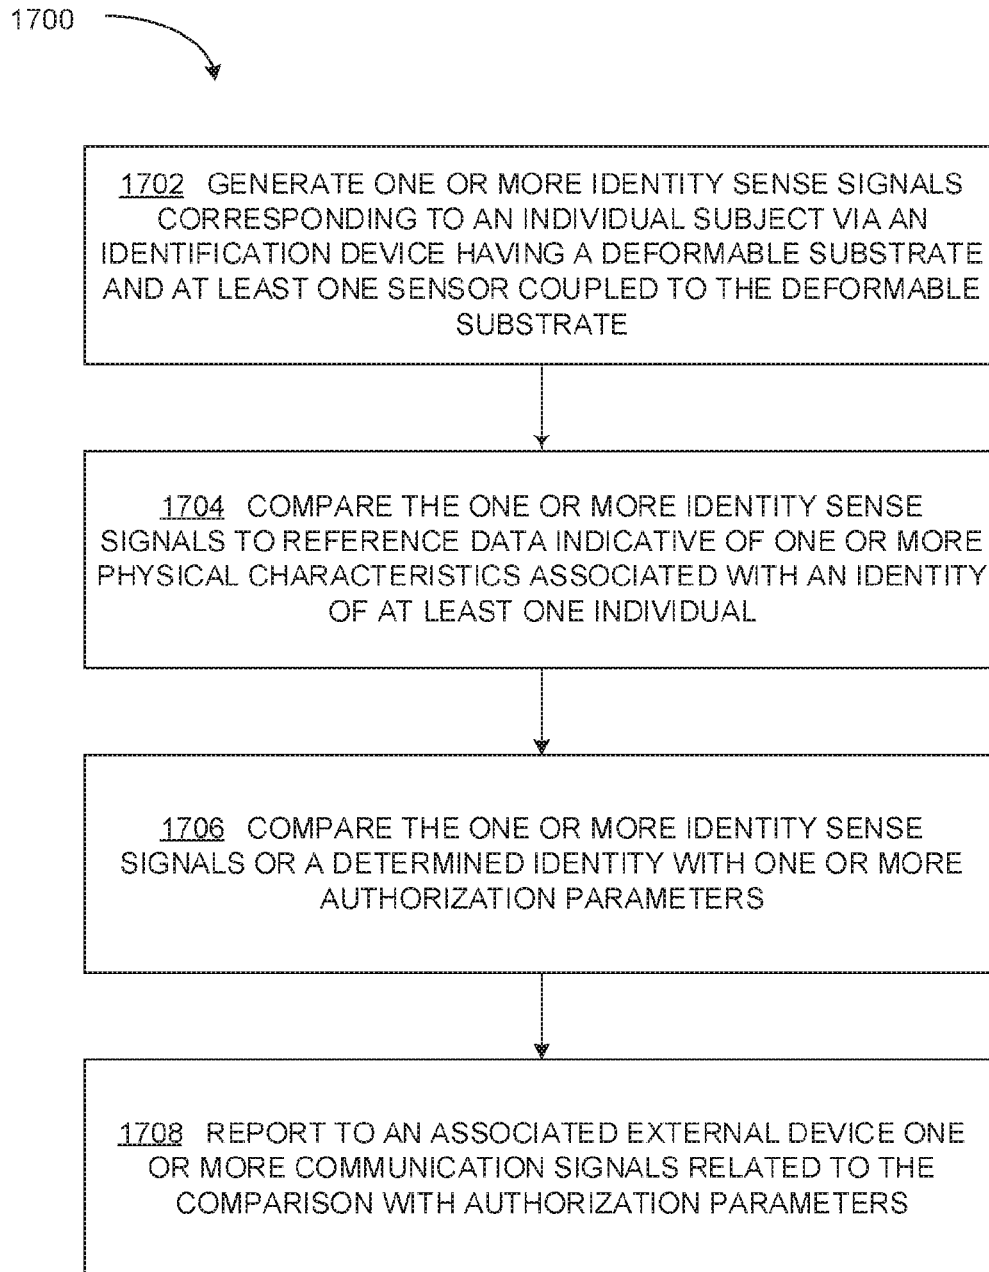 1700
1702 GENERATE ONE OR MORE IDENTITY SENSE SIGNALS
CORRESPONDING TO AN INDIVIDUAL SUBJECT VIA AN
IDENTIFICATION DEVICE HAVING A DEFORMABLE SUBSTRATE
AND AT LEAST ONE SENSOR COUPLED TO THE DEFORMABLE
SUBSTRATE
1704 COMPARE THE ONE OR MORE IDENTITY SENSE
SIGNALS TO REFERENCE DATA INDICATIVE OF ONE OR MORE
PHYSICAL CHARACTERISTICS ASSOCIATED WITH AN IDENTITY
OF AT LEAST ONE INDIVIDUAL
1706 COMPARE THE ONE OR MORE IDENTITY SENSE
SIGNALS OR A DETERMINED IDENTITY WITH ONE OR MORE
AUTHORIZATION PARAMETERS
1708 REPORT TO AN ASSOCIATED EXTERNAL DEVICE ONE
OR MORE COMMUNICATION SIGNALS RELATED TO THE
COMPARISON WITH AUTHORIZATION PARAMETERS